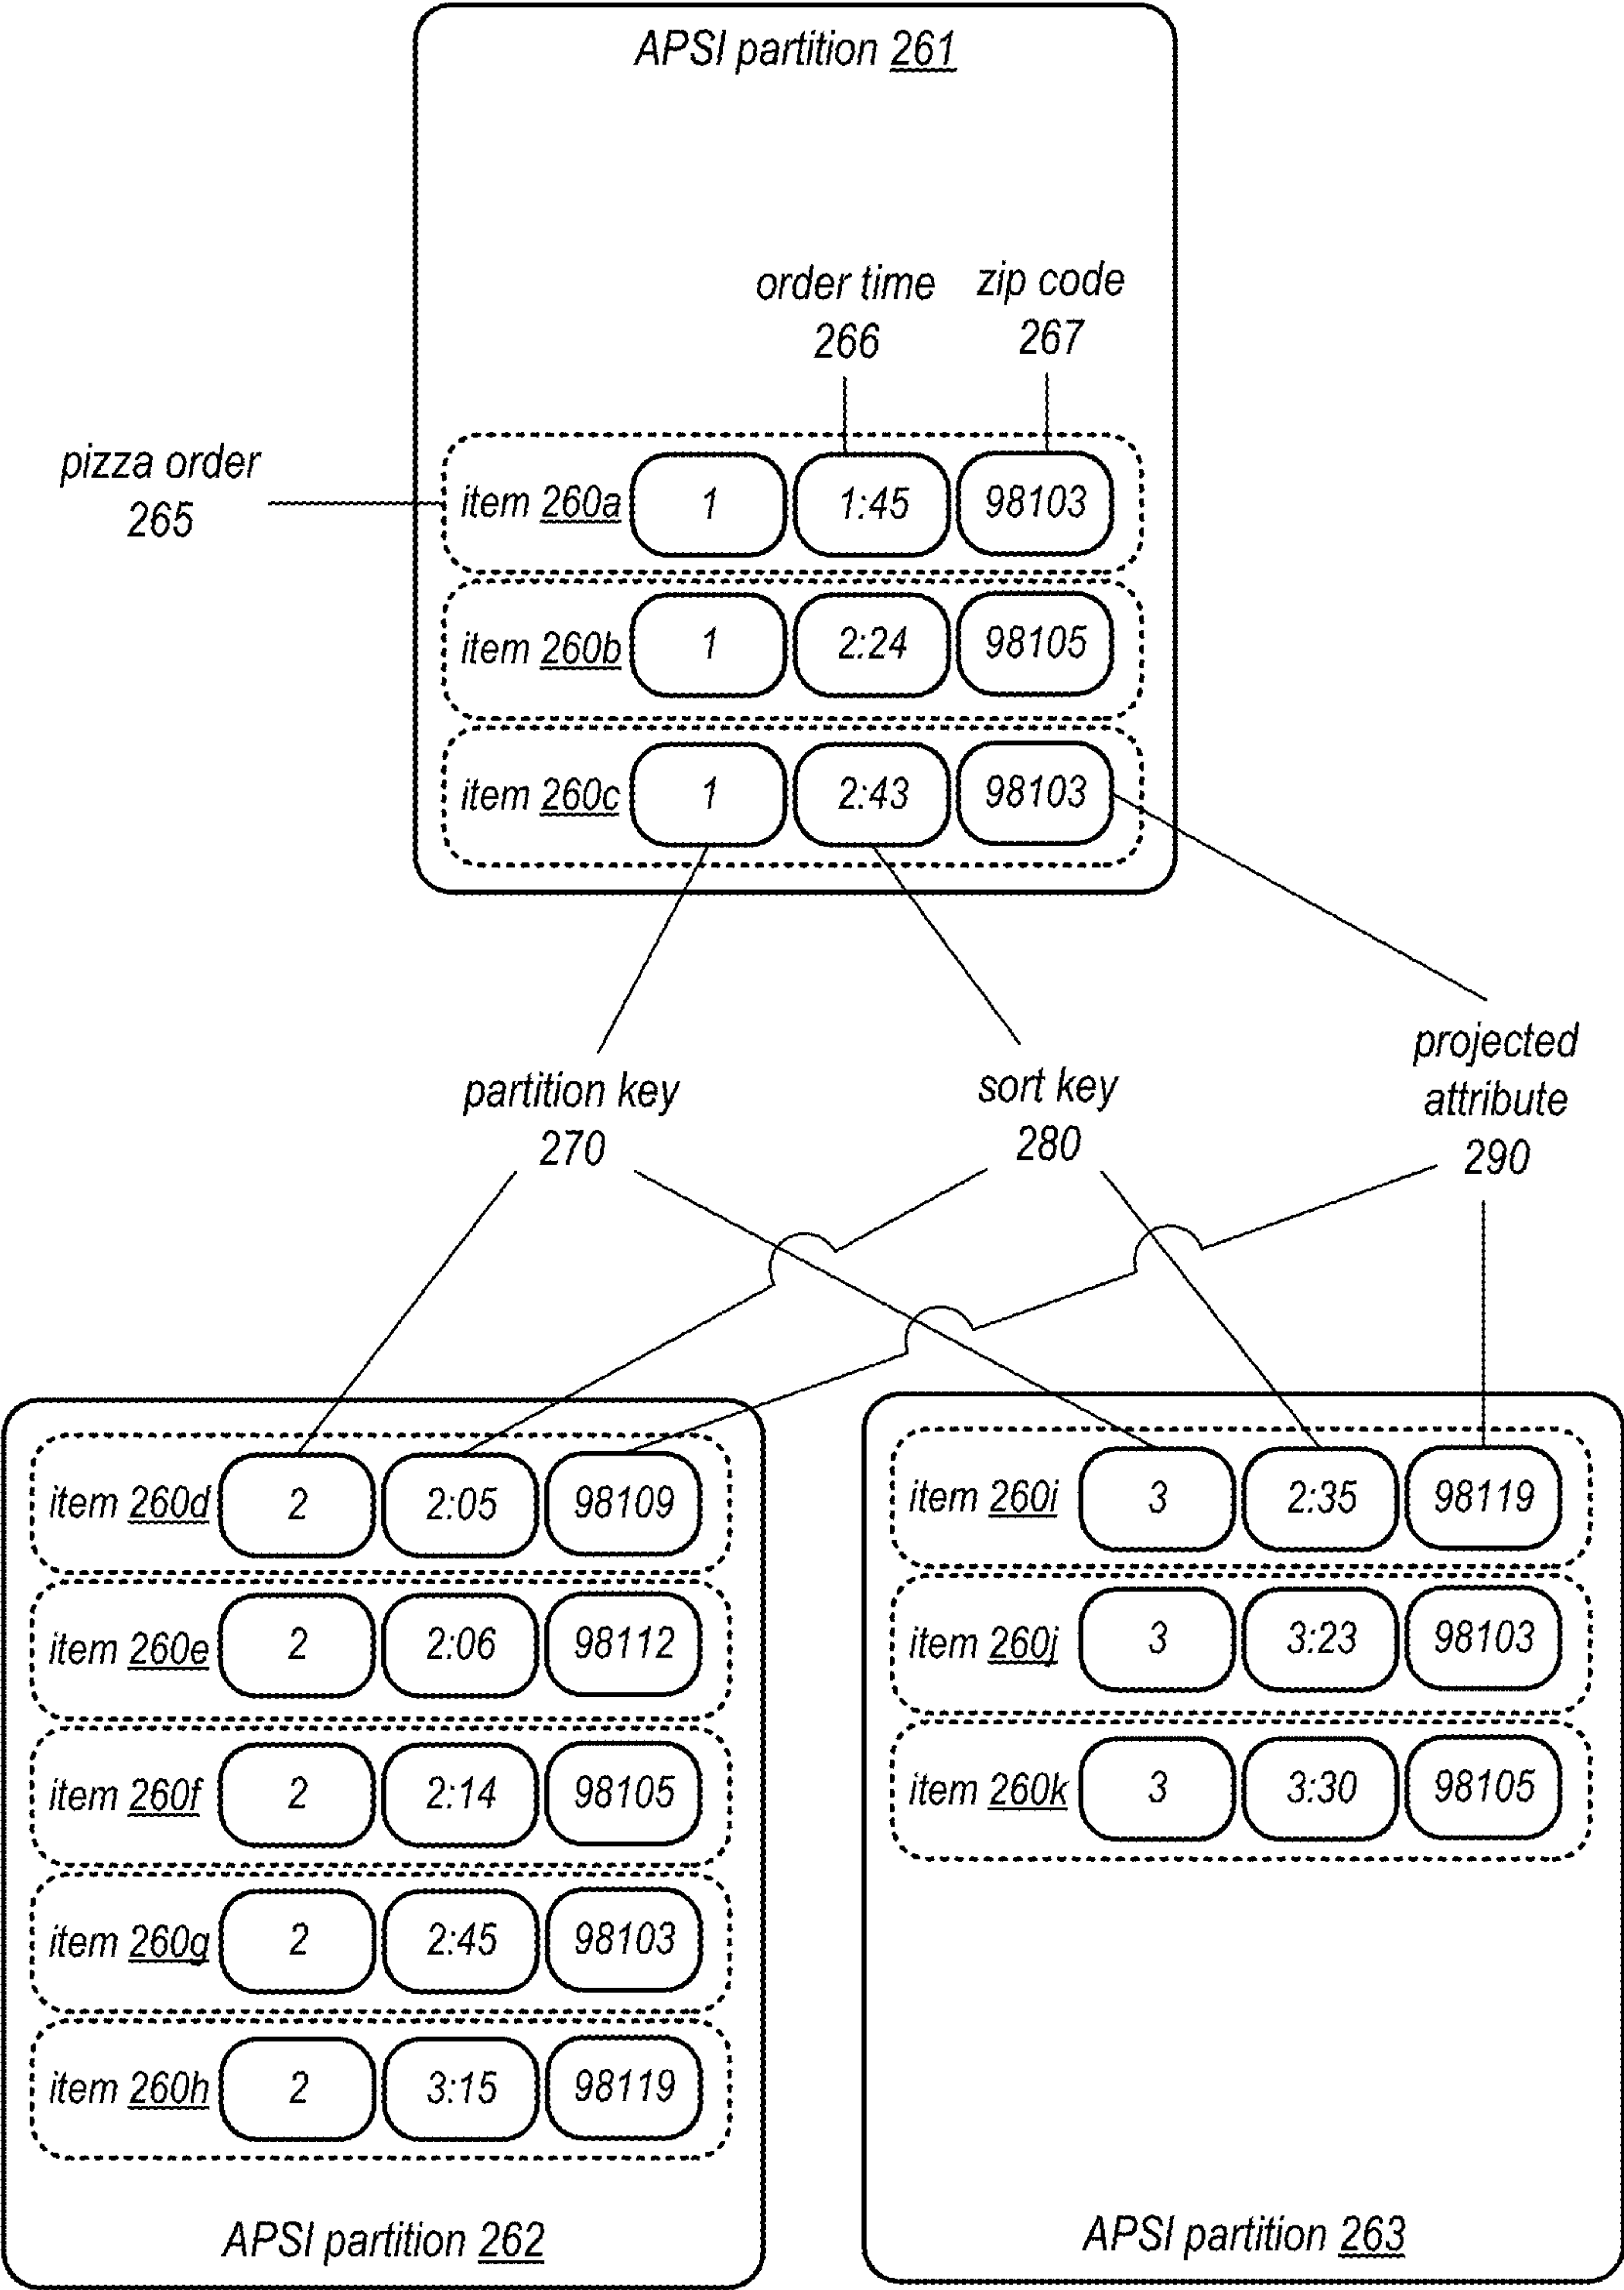 APSI partition 261
order time
266
zip code
267
pizza order
265
item 260a 1 1:45 98103
item 260b 1 2:24 98105
item 260c 1 2:43 98103
partition key
270
sort key
280
projected
attribute
290
item 260d 2 2:05 98109
item 260e 2 2:06 98112
item 260f 2 2:14 98105
item 260g 2 2:45 98103
item 260h 2 3:15 98119
APSI partition 262
item 260i 3 2:35 98119
item 260j 3 3:23 98103
item 260k 3 3:30 98105
APSI partition 263